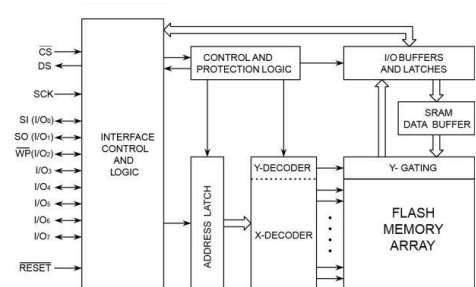 CS
DS
SCK
SI (I/O0)
SO (I/O1)
WP(I/O2)
I/O3
I/O4
I/O5
I/O6
I/O7
RESET
INTERFACE
CONTROL
AND
LOGIC
CONTROL AND
PROTECTION LOGIC
I/O BUFFERS
AND LATCHES
SRAM
DATA BUFFER
ADDRESS LATCH
Y-DECODER
X-DECODER
Y- GATING
FLASH
MEMORY
ARRAY